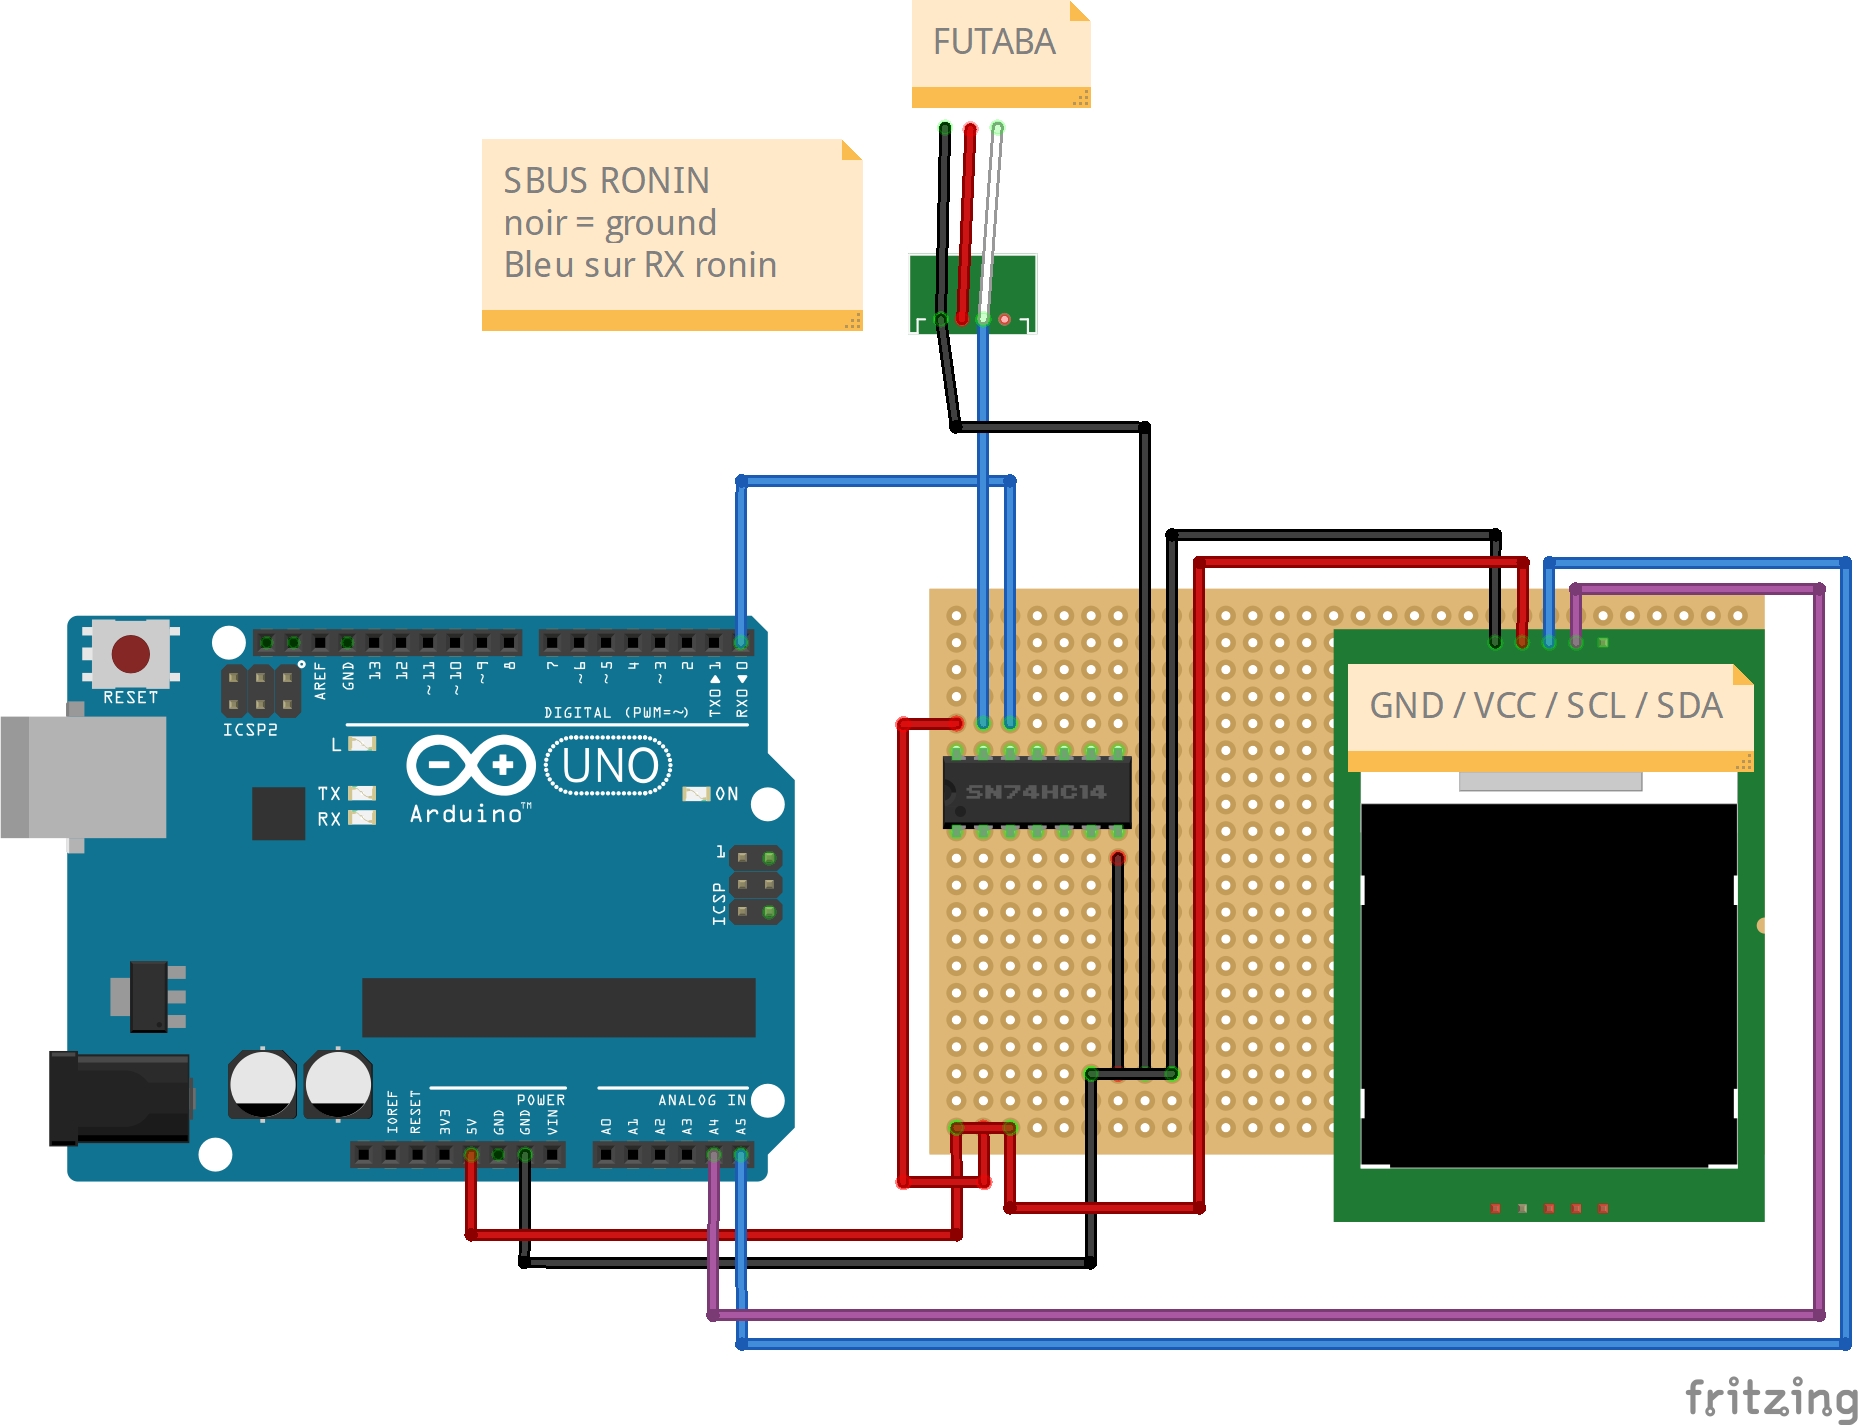 FUTABA
SBUS RONIN
noir = ground
Bleu sur RX ronin
RESET
ICSP2
AREF
GND
13
12
~11
~10
~9
8
7
~6
~5
4
~3
2
TX0▶1
RX0◀0
DIGITAL (PWM=~)
L
TX
RX
UNO
Arduino™
ON
1
ICSP
SN74HC14
GND / VCC / SCL / SDA
POWER
ANALOG IN
IOREF
RESET
3V3
5V
GND
GND
VIN
A0
A1
A2
A3
A4
A5
fritzing